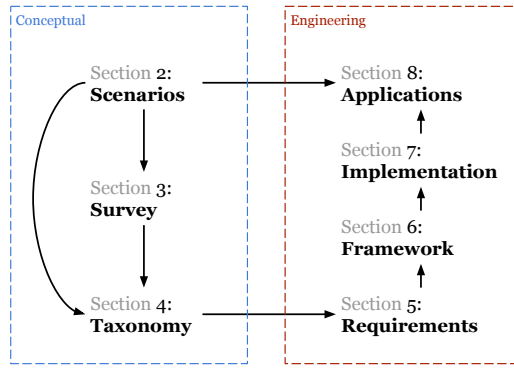 Conceptual
Section 2:
Scenarios
Section 3:
Survey
Section 4:
Taxonomy
Engineering
Section 8:
Applications
Section 7:
Implementation
Section 6:
Framework
Section 5:
Requirements